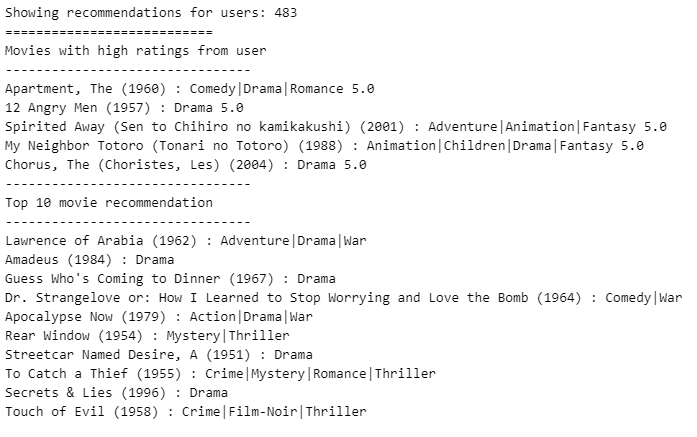 Showing recommendations for users: 483
===========================
Movies with high ratings from user
--------------------------------
Apartment, The (1960) : Comedy|Drama|Romance 5.0
12 Angry Men (1957) : Drama 5.0
Spirited Away (Sen to Chihiro no kamikakushi) (2001) : Adventure|Animation|Fantasy 5.0
My Neighbor Totoro (Tonari no Totoro) (1988) : Animation|Children|Drama|Fantasy 5.0
Chorus, The (Choristes, Les) (2004) : Drama 5.0
--------------------------------
Top 10 movie recommendation
--------------------------------
Lawrence of Arabia (1962) : Adventure|Drama|War
Amadeus (1984) : Drama
Guess Who's Coming to Dinner (1967) : Drama
Dr. Strangelove or: How I Learned to Stop Worrying and Love the Bomb (1964) : Comedy|War
Apocalypse Now (1979) : Action|Drama|War
Rear Window (1954) : Mystery|Thriller
Streetcar Named Desire, A (1951) : Drama
To Catch a Thief (1955) : Crime|Mystery|Romance|Thriller
Secrets & Lies (1996) : Drama
Touch of Evil (1958) : Crime|Film-Noir|Thriller